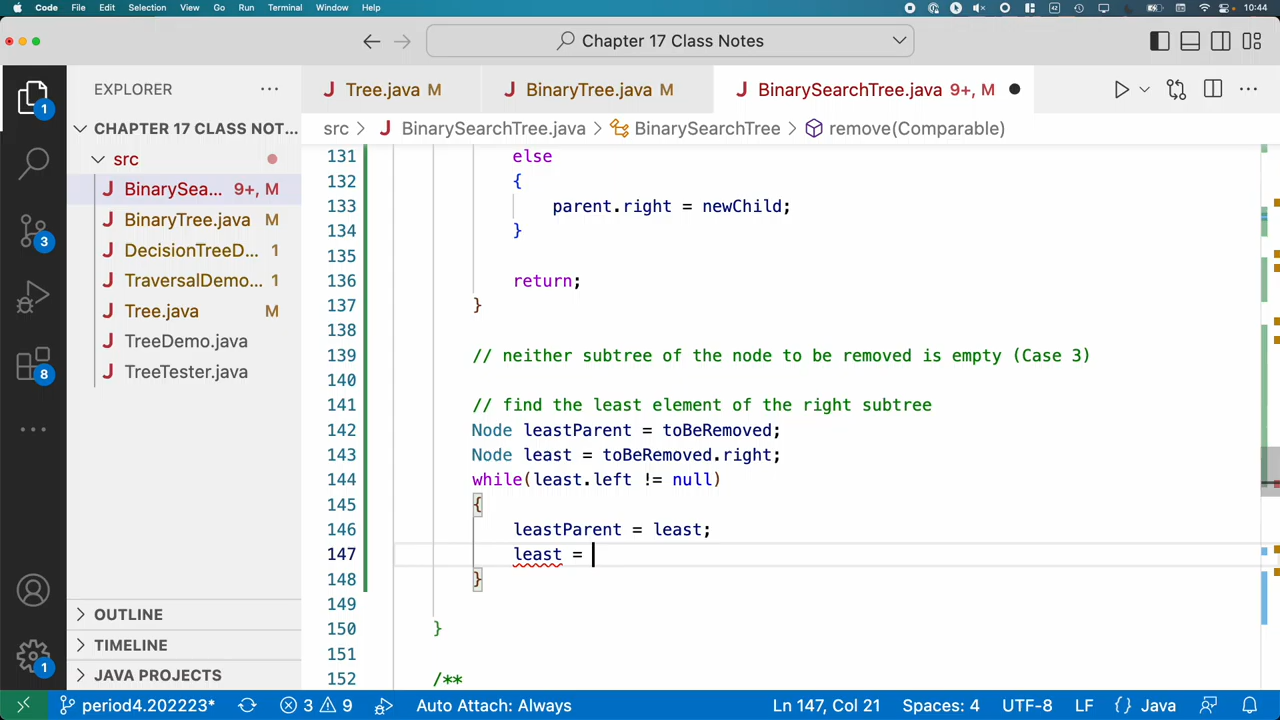 Code File Edit Selection View Go Run Terminal Window Help 10:44
Chapter 17 Class Notes
EXPLORER
Tree.java M
BinaryTree.java M
BinarySearchTree.java 9+, M
CHAPTER 17 CLASS NOT...
src
BinarySea... 9+, M
BinaryTree.java M
DecisionTreeD... 1
TraversalDemo... 1
Tree.java M
TreeDemo.java
TreeTester.java
OUTLINE
TIMELINE
JAVA PROJECTS
1
3
8
1
src > BinarySearchTree.java > BinarySearchTree > remove(Comparable)
131 else
132 {
133 parent.right = newChild;
134 }
135
136 return;
137 }
138
139 // neither subtree of the node to be removed is empty (Case 3)
140
141 // find the least element of the right subtree
142 Node leastParent = toBeRemoved;
143 Node least = toBeRemoved.right;
144 while(least.left != null)
145 {
146 leastParent = least;
147 least =
148 }
149
150 }
151
152 /**
period4.202223* 3 9 Auto Attach: Always Ln 147, Col 21 Spaces: 4 UTF-8 LF {} Java